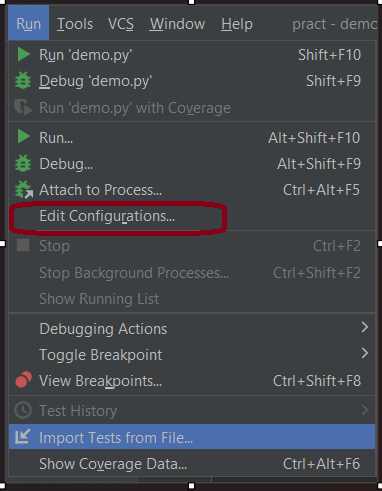 Run Tools VCS Window Help pract - demo
Run 'demo.py' Shift+F10
Debug 'demo.py' Shift+F9
Run 'demo.py' with Coverage
Run... Alt+Shift+F10
Debug... Alt+Shift+F9
Attach to Process... Ctrl+Alt+F5
Edit Configurations...
Stop Ctrl+F2
Stop Background Processes... Ctrl+Shift+F2
Show Running List
Debugging Actions
Toggle Breakpoint
View Breakpoints... Ctrl+Shift+F8
Test History
Import Tests from File...
Show Coverage Data... Ctrl+Alt+F6